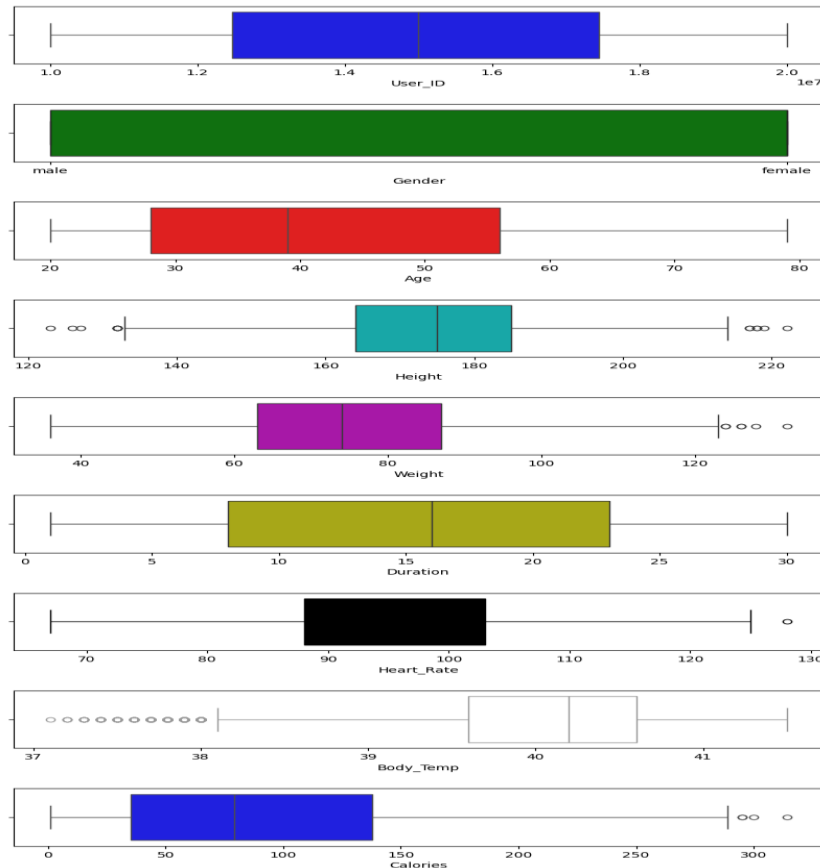 1.0 1.2 1.4 1.6 1.8 2.0
User_ID 1e7
male female
Gender
20 30 40 50 60 70 80
Age
120 140 160 180 200 220
Height
40 60 80 100 120
Weight
0 5 10 15 20 25 30
Duration
70 80 90 100 110 120 130
Heart_Rate
37 38 39 40 41
Body_Temp
0 50 100 150 200 250 300
Calories